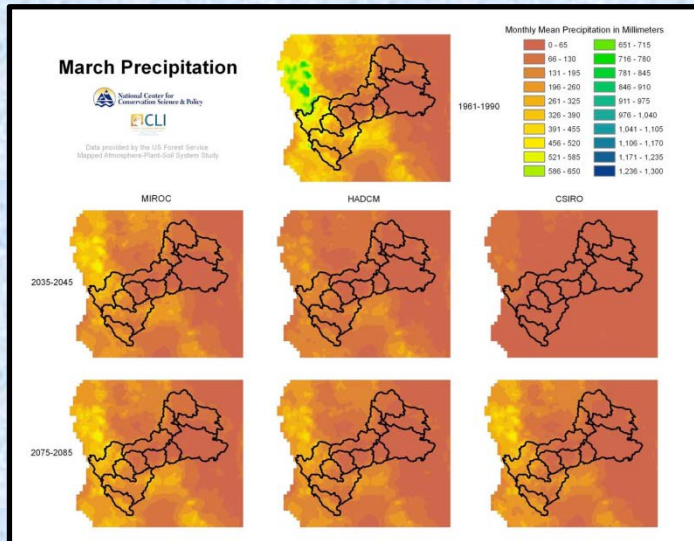 March Precipitation
National Center for
Conservation Science & Policy
CLI
Data provided by the US Forest Service
Mapped Atmosphere-Plant-Soil System Study
1961-1990
Monthly Mean Precipitation in Millimeters
0 - 65
66 - 130
131 - 195
196 - 260
261 - 325
326 - 390
391 - 455
456 - 520
521 - 585
586 - 650
651 - 715
716 - 780
781 - 845
846 - 910
911 - 975
976 - 1,040
1,041 - 1,105
1,106 - 1,170
1,171 - 1,235
1,236 - 1,300
MIROC
HADCM
CSIRO
2035-2045
2075-2085